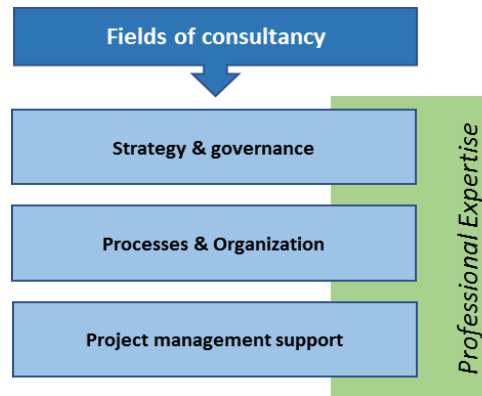 Fields of consultancy
Strategy & governance
Processes & Organization
Project management support
Professional Expertise